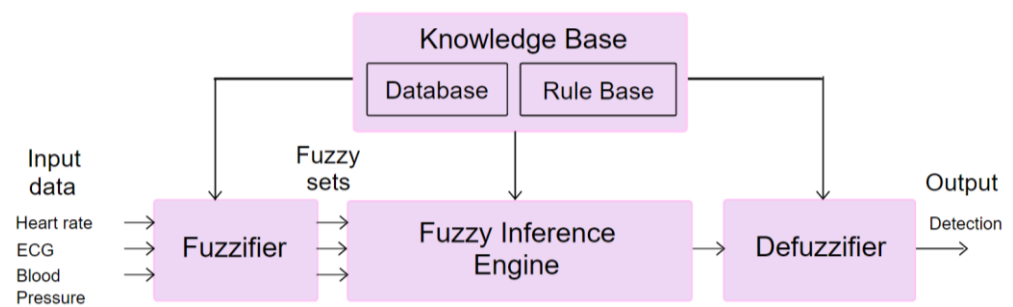 Knowledge Base
Database
Rule Base
Input
data
Fuzzy
sets
Output
Heart rate
ECG
Blood
Pressure
Fuzzifier
Fuzzy Inference
Engine
Defuzzifier
Detection